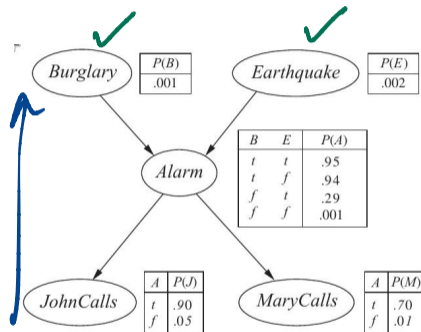 Burglary
P(B)
.001
Earthquake
P(E)
.002
Alarm
B E P(A)
t t .95
t f .94
f t .29
f f .001
JohnCalls
A P(J)
t .90
f .05
MaryCalls
A P(M)
t .70
f .01